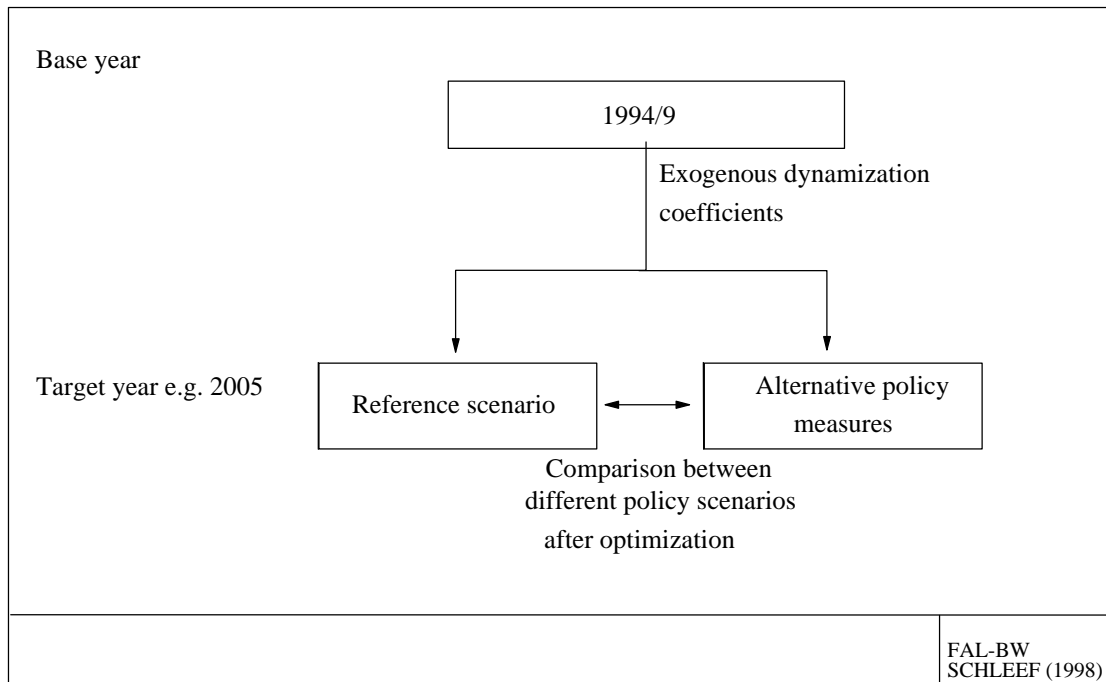 Base year
1994/9
Exogenous dynamization
coefficients
Target year e.g. 2005
Reference scenario
Alternative policy
measures
Comparison between
different policy scenarios
after optimization
FAL-BW
SCHLEEF (1998)